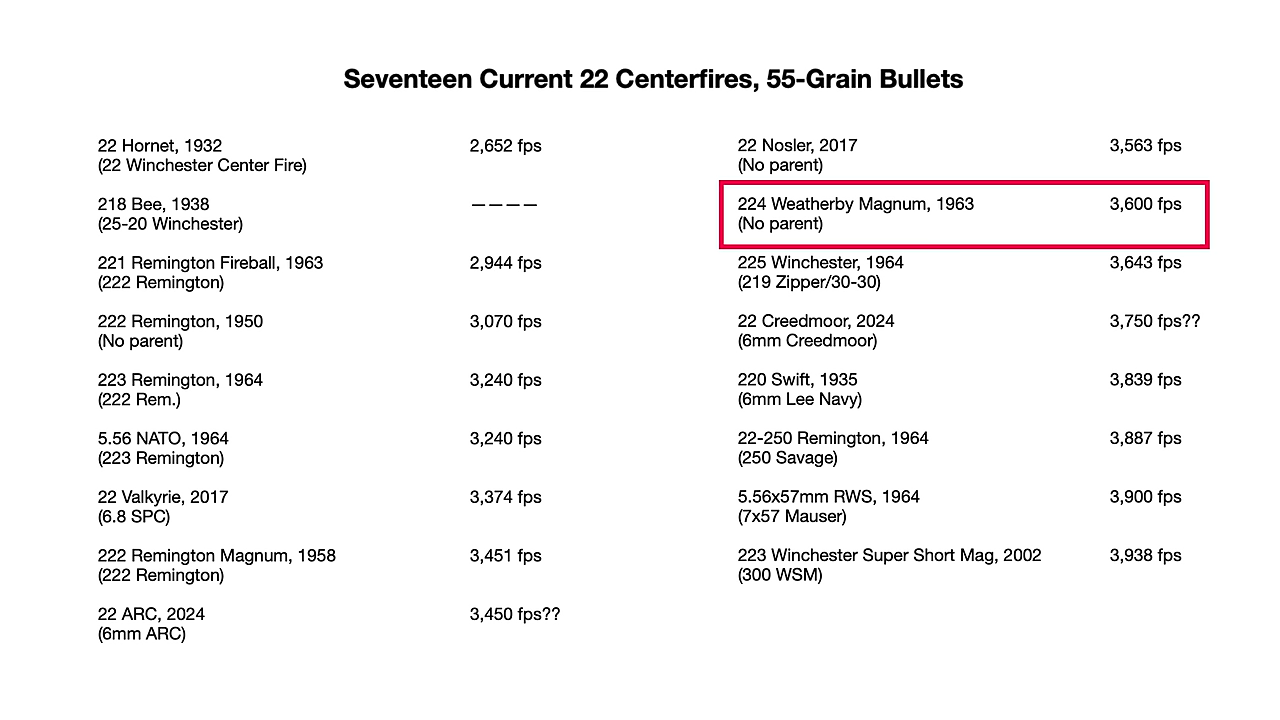 Seventeen Current 22 Centerfires, 55-Grain Bullets
22 Hornet, 1932 2,652 fps
(22 Winchester Center Fire)
218 Bee, 1938 ————
(25-20 Winchester)
221 Remington Fireball, 1963 2,944 fps
(222 Remington)
222 Remington, 1950 3,070 fps
(No parent)
223 Remington, 1964 3,240 fps
(222 Rem.)
5.56 NATO, 1964 3,240 fps
(223 Remington)
22 Valkyrie, 2017 3,374 fps
(6.8 SPC)
222 Remington Magnum, 1958 3,451 fps
(222 Remington)
22 ARC, 2024 3,450 fps??
(6mm ARC)
22 Nosler, 2017 3,563 fps
(No parent)
224 Weatherby Magnum, 1963 3,600 fps
(No parent)
225 Winchester, 1964 3,643 fps
(219 Zipper/30-30)
22 Creedmoor, 2024 3,750 fps??
(6mm Creedmoor)
220 Swift, 1935 3,839 fps
(6mm Lee Navy)
22-250 Remington, 1964 3,887 fps
(250 Savage)
5.56x57mm RWS, 1964 3,900 fps
(7x57 Mauser)
223 Winchester Super Short Mag, 2002 3,938 fps
(300 WSM)